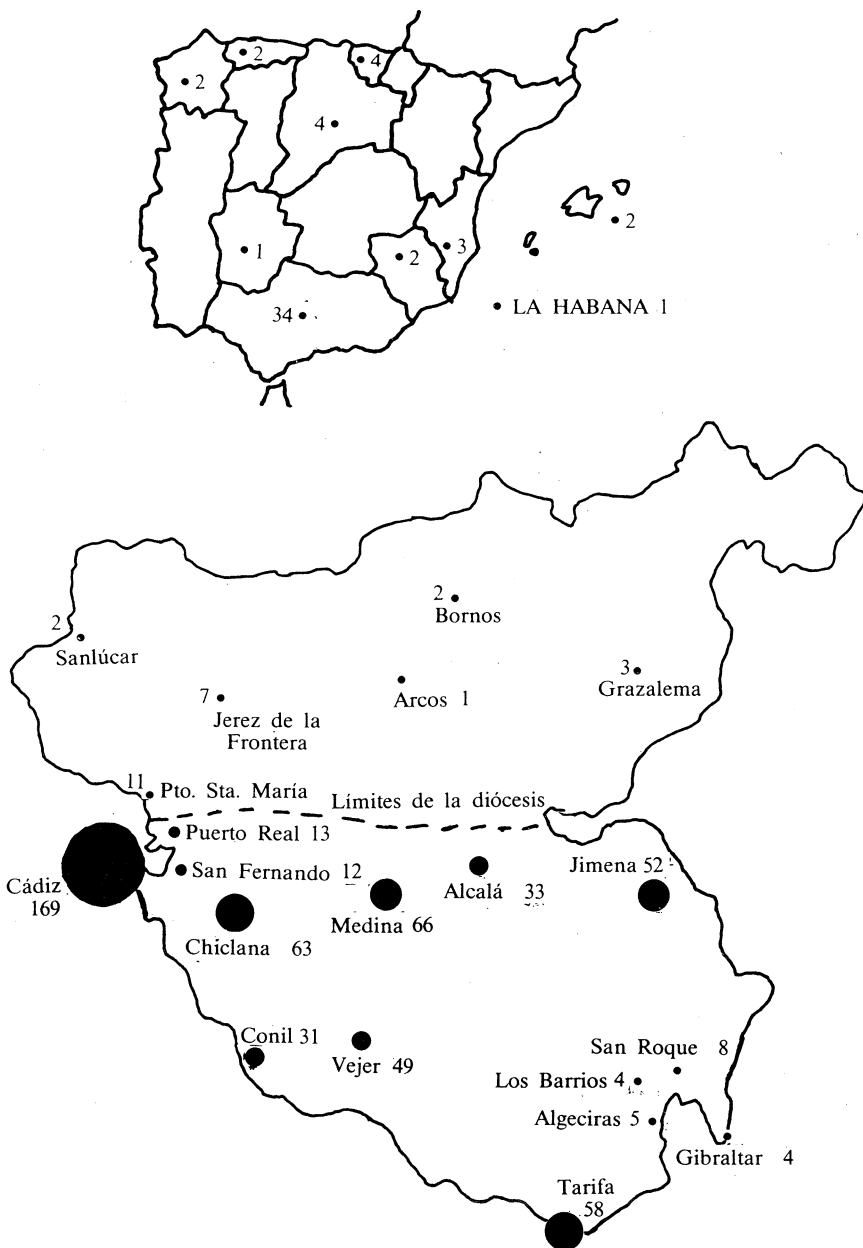 2
2
4
4
1
2
3
2
34
LA HABANA 1
2
Bornos
2
Sanlúcar
3
Grazalema
Arcos 1
7
Jerez de la
Frontera
11
Pto. Sta. María
Límites de la diócesis
Puerto Real 13
San Fernando 12
Cádiz
169
Chiclana 63
Medina 66
Alcalá 33
Jimena 52
Conil 31
Vejer 49
San Roque 8
Los Barrios 4
Algeciras 5
Gibraltar 4
Tarifa
58